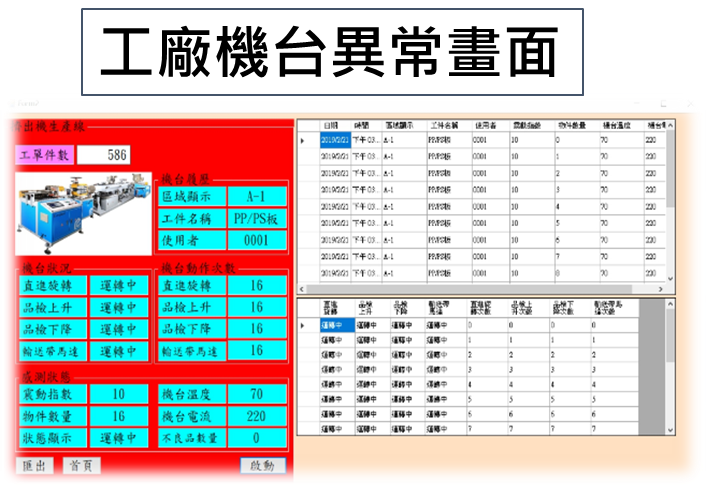 工廠機台異常畫面
出機生產線
工單件數 586
機台履歷
區域顯示 A-1
工件名稱 PP/PS板
使用者 0001
機台狀況 機台動作次數
直進旋轉 運轉中 直進旋轉 16
品檢上升 運轉中 品檢上升 16
品檢下降 運轉中 品檢下降 16
輸送帶馬達 運轉中 輸送帶馬達 16
感測狀態
震動指數 10 機台溫度 70
物件數量 16 機台電流 220
狀態顯示 運轉中 不良品數量 0
匯出 首頁 啟動
日期 時間 區域顯示 工件名稱 使用者 震動指數 物件數量 機台溫度 機台電
2019/2/21 下午 03... A-1 PP/PS板 0001 10 0 70 220
2019/2/21 下午 03... A-1 PP/PS板 0001 10 1 70 220
2019/2/21 下午 03... A-1 PP/PS板 0001 10 2 70 220
2019/2/21 下午 03... A-1 PP/PS板 0001 10 3 70 220
2019/2/21 下午 03... A-1 PP/PS板 0001 10 4 70 220
2019/2/21 下午 03... A-1 PP/PS板 0001 10 5 70 220
2019/2/21 下午 03... A-1 PP/PS板 0001 10 6 70 220
2019/2/21 下午 03... A-1 PP/PS板 0001 10 7 70 220
2019/2/21 下午 03... A-1 PP/PS板 0001 10 8 70 220
直進旋轉 品檢上升 品檢下降 輸送帶馬達 直進旋轉次數 品檢上升次數 品檢下降次數 輸送帶馬達次數
運轉中 運轉中 運轉中 運轉中 0 0 0 0
運轉中 運轉中 運轉中 運轉中 1 1 1 1
運轉中 運轉中 運轉中 運轉中 2 2 2 2
運轉中 運轉中 運轉中 運轉中 3 3 3 3
運轉中 運轉中 運轉中 運轉中 4 4 4 4
運轉中 運轉中 運轉中 運轉中 5 5 5 5
運轉中 運轉中 運轉中 運轉中 6 6 6 6
運轉中 運轉中 運轉中 運轉中 7 7 7 7